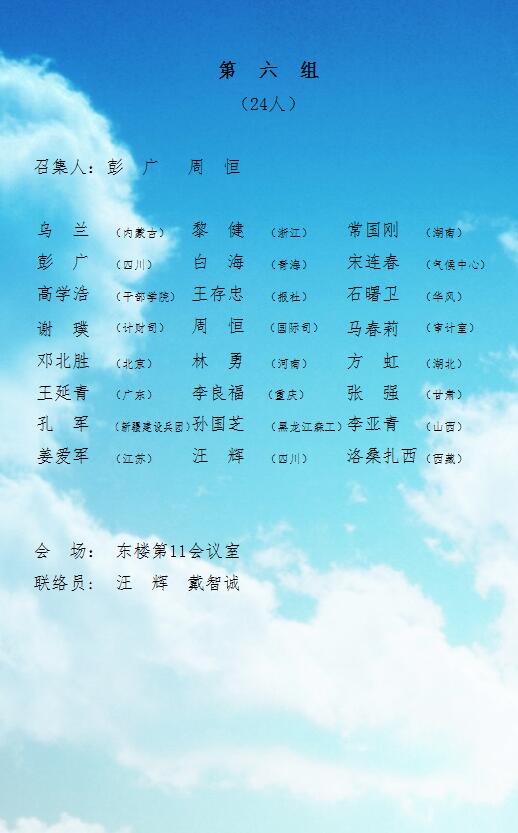 第 六 组
（24人）
召集人：彭 广 周 恒
乌 兰 （内蒙古） 黎 健 （浙江） 常国刚 （湖南）
彭 广 （四川） 白 海 （青海） 宋连春 （气候中心）
高学浩 （干部学院） 王存忠 （报社） 石曙卫 （华风）
谢 璞 （计财司） 周 恒 （国际司） 马春莉 （审计室）
邓北胜 （北京） 林 勇 （河南） 方 虹 （湖北）
王延青 （广东） 李良福 （重庆） 张 强 （甘肃）
孔 军 （新疆建设兵团） 孙国芝 （黑龙江森工） 李亚青 （山西）
姜爱军 （江苏） 汪 辉 （四川） 洛桑扎西 （西藏）
会 场： 东楼第11会议室
联络员： 汪 辉 戴智诚